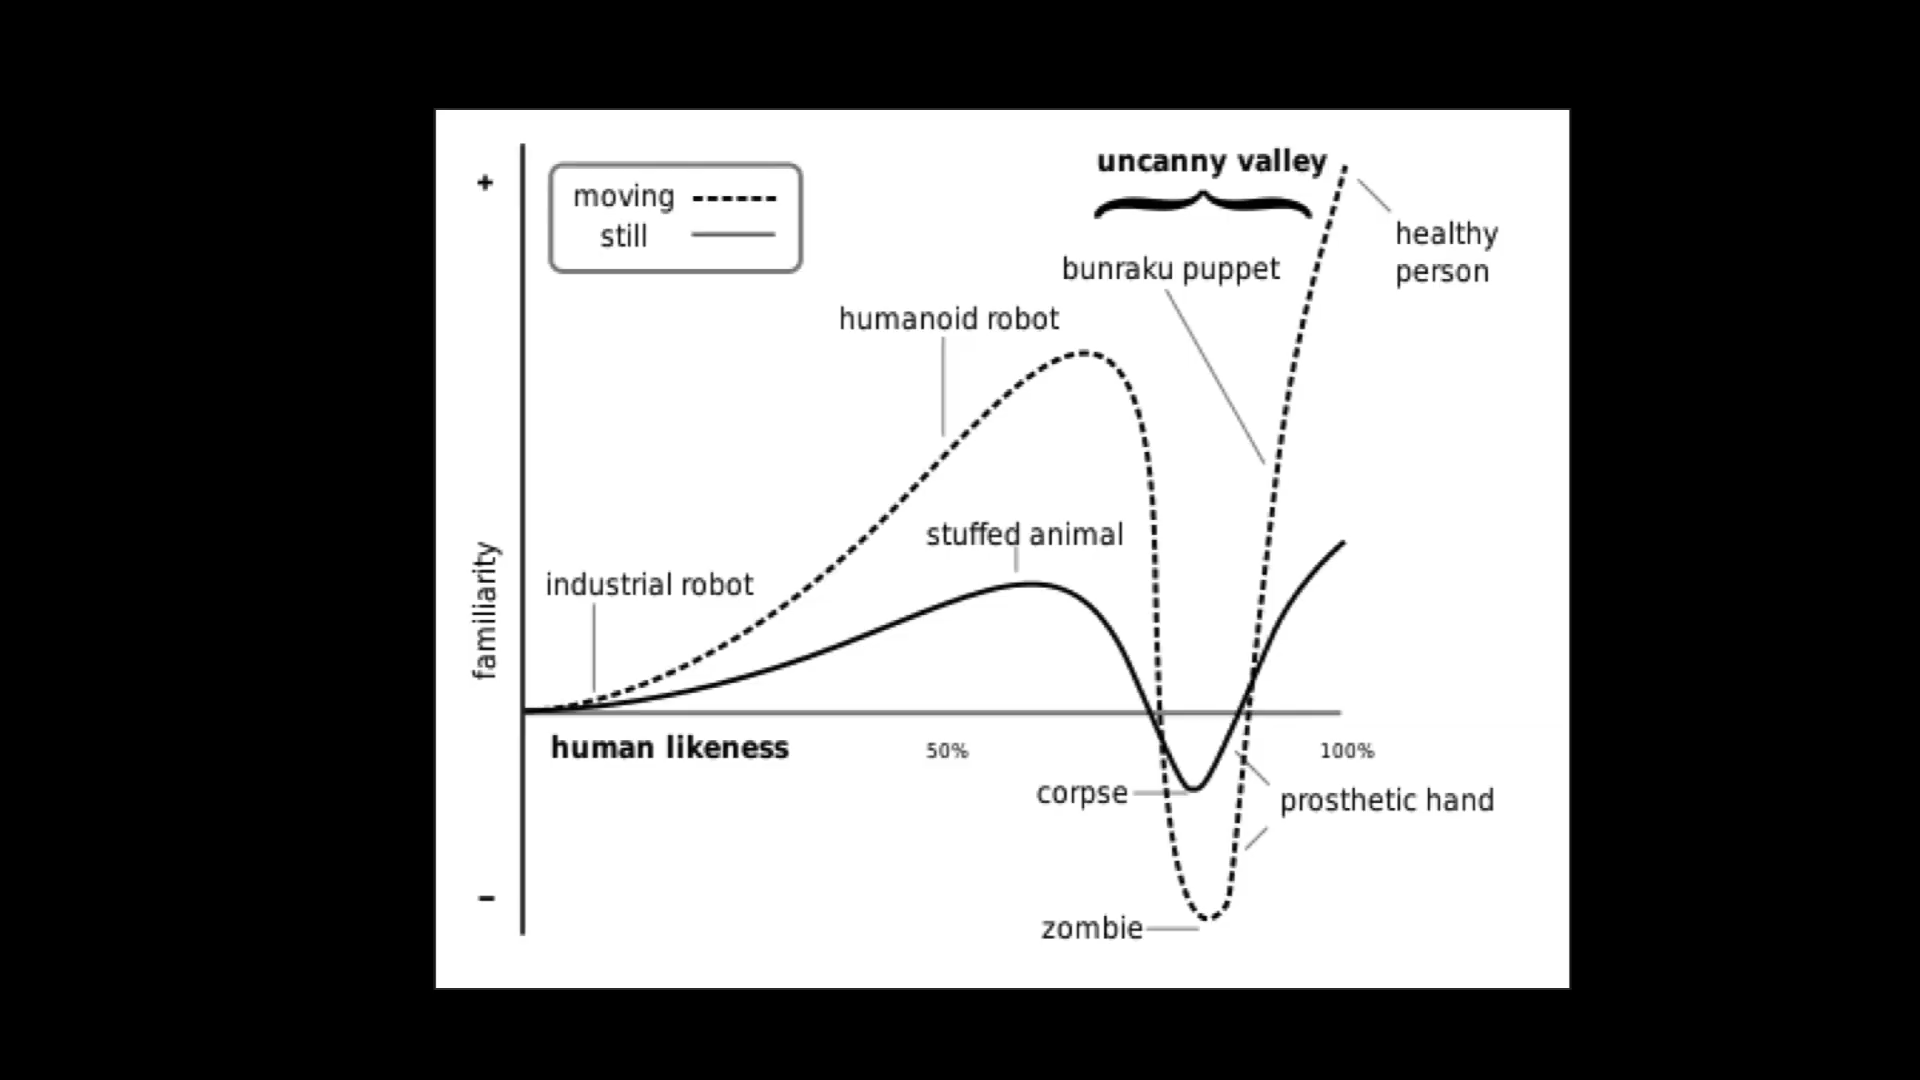 +
moving
still
uncanny valley
healthy
person
bunraku puppet
humanoid robot
stuffed animal
industrial robot
familiarity
human likeness
50%
100%
corpse
prosthetic hand
–
zombie